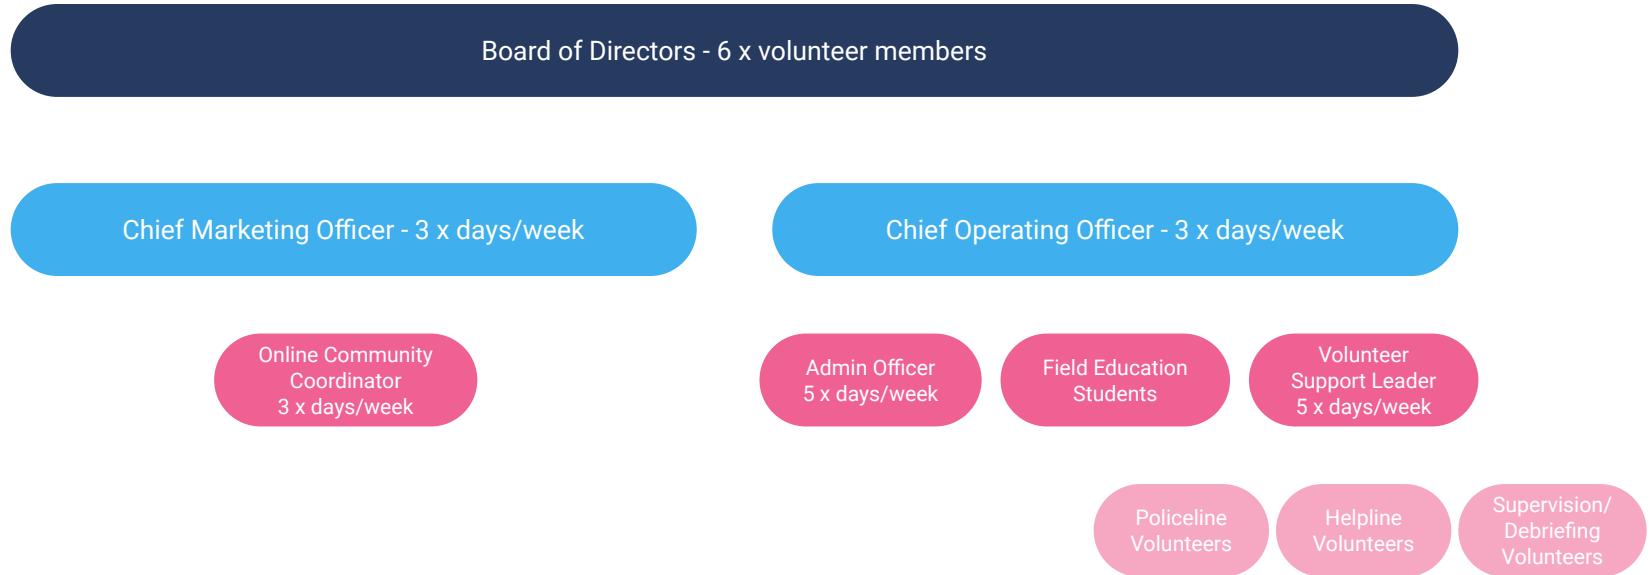 Board of Directors - 6 x volunteer members
Chief Marketing Officer - 3 x days/week
Chief Operating Officer - 3 x days/week
Online Community
Coordinator
3 x days/week
Admin Officer
5 x days/week
Field Education
Students
Volunteer
Support Leader
5 x days/week
Policeline
Volunteers
Helpline
Volunteers
Supervision/
Debriefing
Volunteers